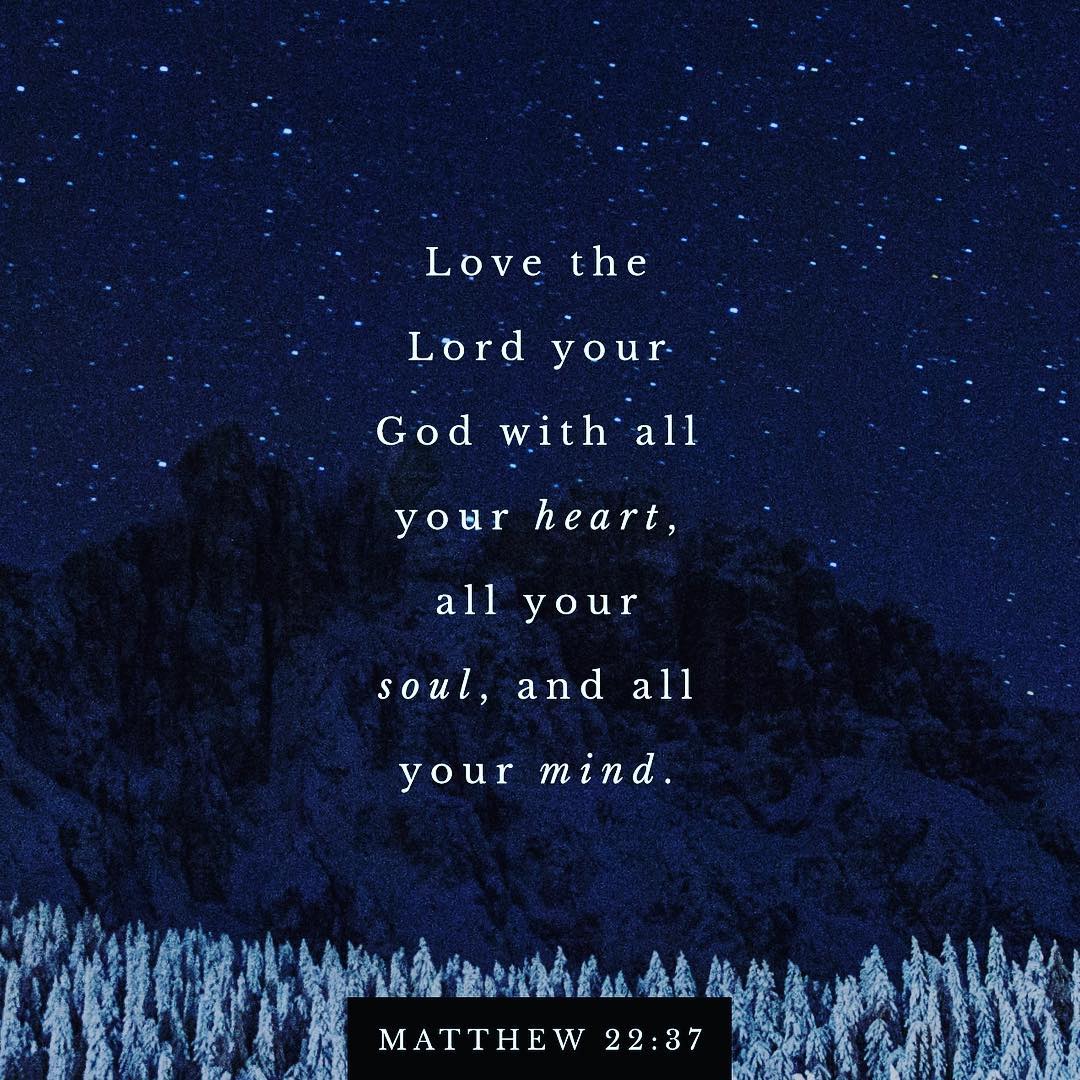 Love the
Lord your
God with all
your heart,
all your
soul, and all
your mind.
MATTHEW 22:37